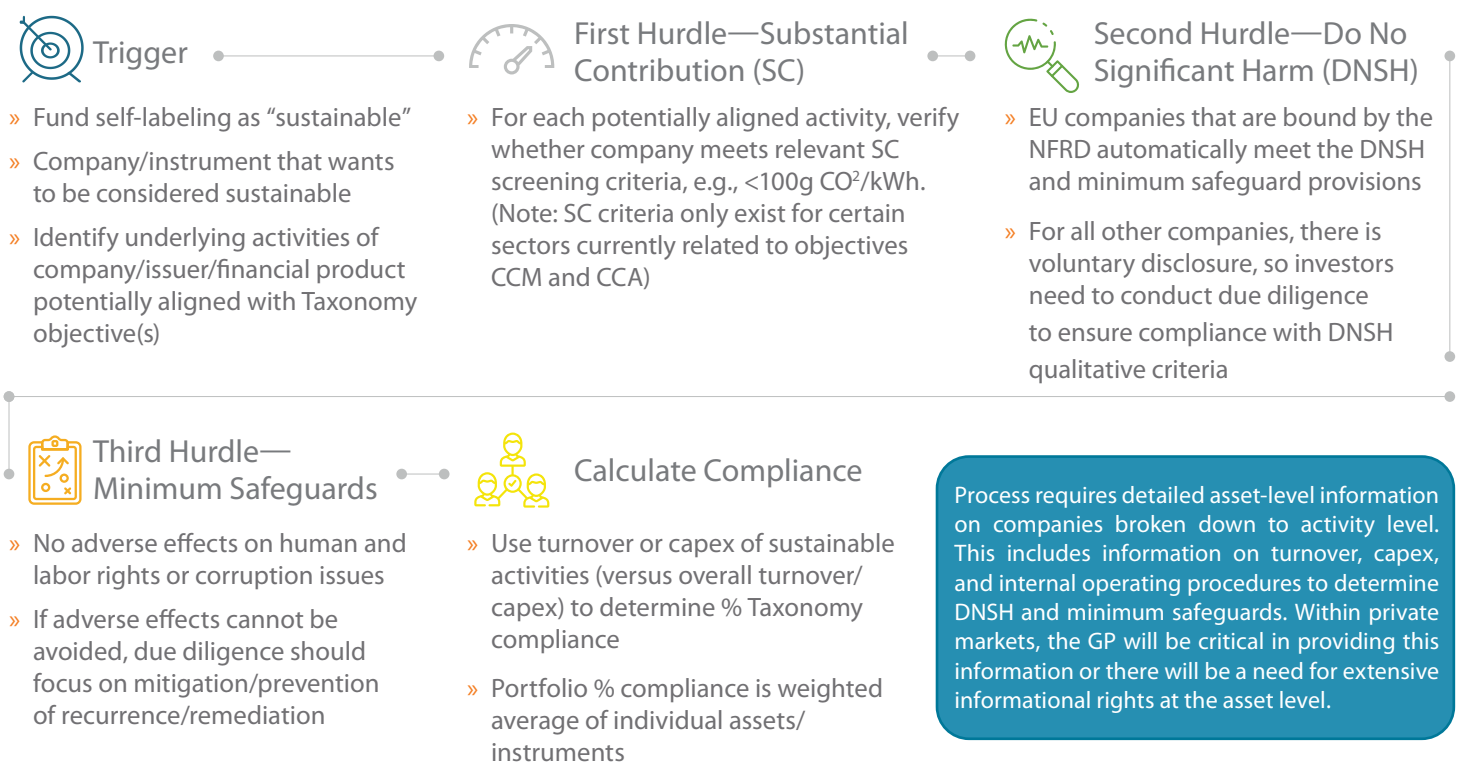 Trigger
» Fund self-labeling as “sustainable”
» Company/instrument that wants
to be considered sustainable
» Identify underlying activities of
company/issuer/financial product
potentially aligned with Taxonomy
objective(s)
First Hurdle—Substantial
Contribution (SC)
» For each potentially aligned activity, verify
whether company meets relevant SC
screening criteria, e.g., <100g CO²/kWh.
(Note: SC criteria only exist for certain
sectors currently related to objectives
CCM and CCA)
Second Hurdle—Do No
Significant Harm (DNSH)
» EU companies that are bound by the
NFRD automatically meet the DNSH
and minimum safeguard provisions
» For all other companies, there is
voluntary disclosure, so investors
need to conduct due diligence
to ensure compliance with DNSH
qualitative criteria
Third Hurdle—
Minimum Safeguards
» No adverse effects on human and
labor rights or corruption issues
» If adverse effects cannot be
avoided, due diligence should
focus on mitigation/prevention
of recurrence/remediation
Calculate Compliance
» Use turnover or capex of sustainable
activities (versus overall turnover/
capex) to determine % Taxonomy
compliance
» Portfolio % compliance is weighted
average of individual assets/
instruments
Process requires detailed asset-level information
on companies broken down to activity level.
This includes information on turnover, capex,
and internal operating procedures to determine
DNSH and minimum safeguards. Within private
markets, the GP will be critical in providing this
information or there will be a need for extensive
informational rights at the asset level.